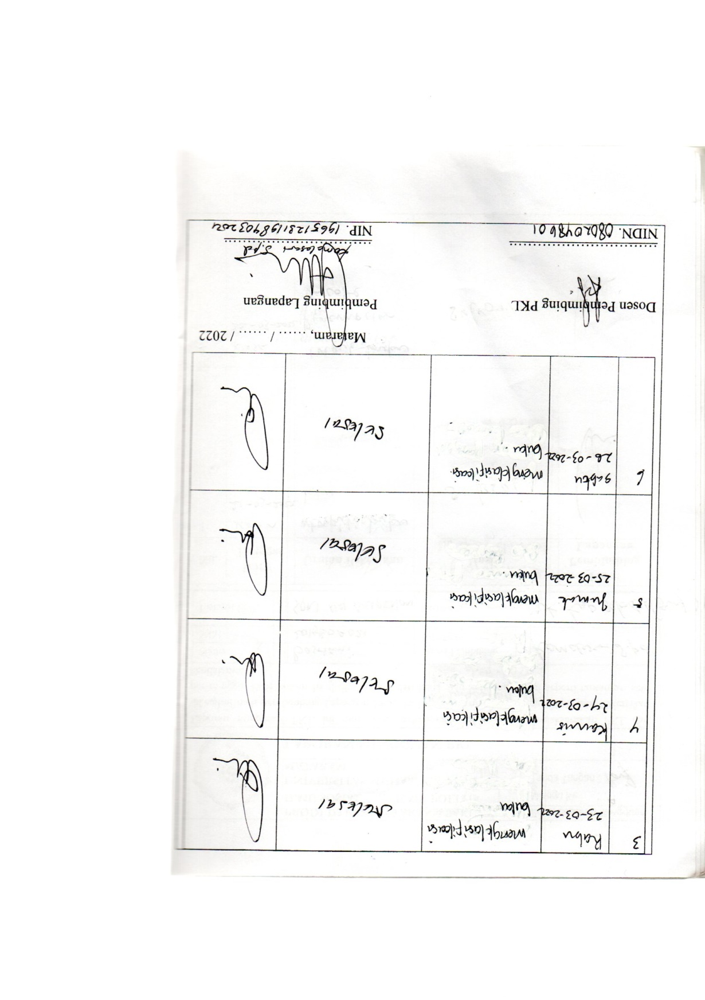 3
Rabu
23-03-2022
mengklasifikasi
buku
Selesai
4
Kamis
24-03-2022
mengklasifikasi
buku.
Selesai
5
Jumat
25-03-2022
mengklasifikasi
buku.
Selesai
6
Sabtu
26-03-2022
mengklasifikasi
buku.
Selesai
Mataram, ...... / ...... / 2022
Dosen Pembimbing PKL
Pembimbing Lapangan
Komalasari S.pd
NIDN. 0802048601
NIP.